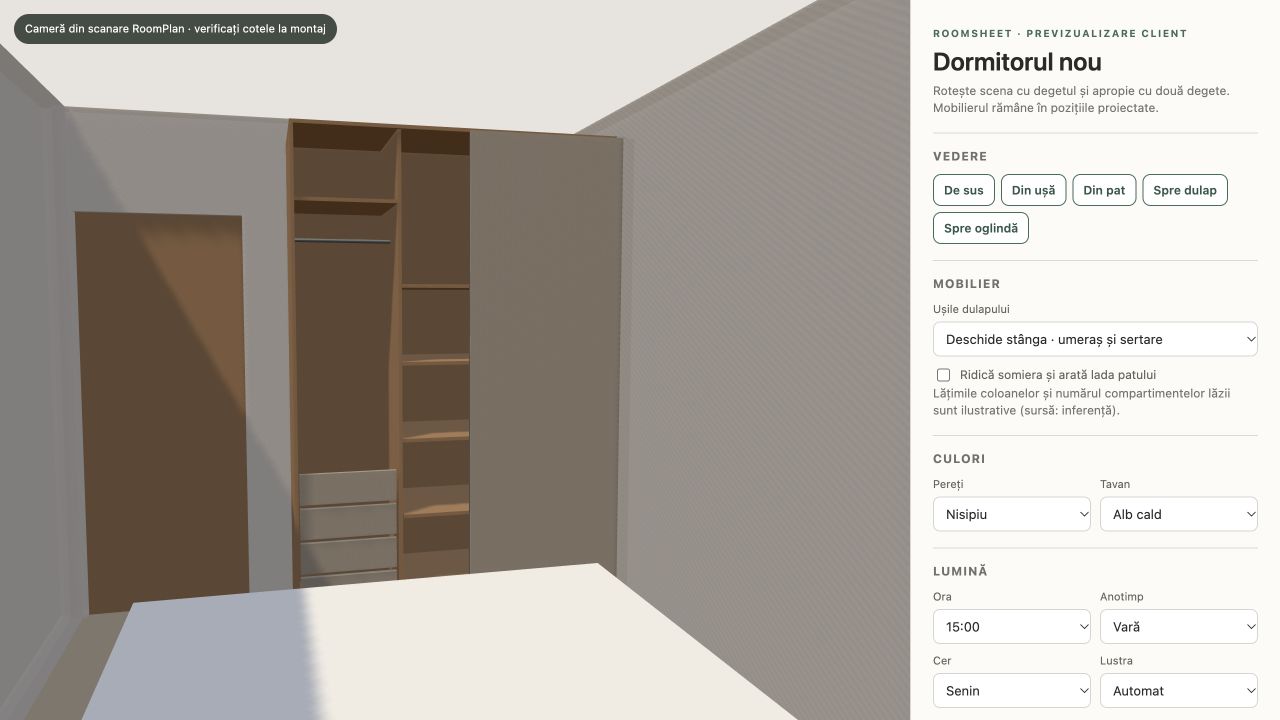 Cameră din scanare RoomPlan · verificați cotele la montaj
ROOMSHEET · PREVIZUALIZARE CLIENT
Dormitorul nou
Rotește scena cu degetul și apropie cu două degete.
Mobilierul rămâne în pozițiile proiectate.
VEDERE
De sus
Din ușă
Din pat
Spre dulap
Spre oglindă
MOBILIER
Ușile dulapului
Deschide stânga · umeraș și sertare
Ridică somiera și arată lada patului
Lățimile coloanelor și numărul compartimentelor lăzii
sunt ilustrative (sursă: inferență).
CULORI
Pereți
Tavan
Nisipiu
Alb cald
LUMINĂ
Ora
Anotimp
15:00
Vară
Cer
Lustra
Senin
Automat